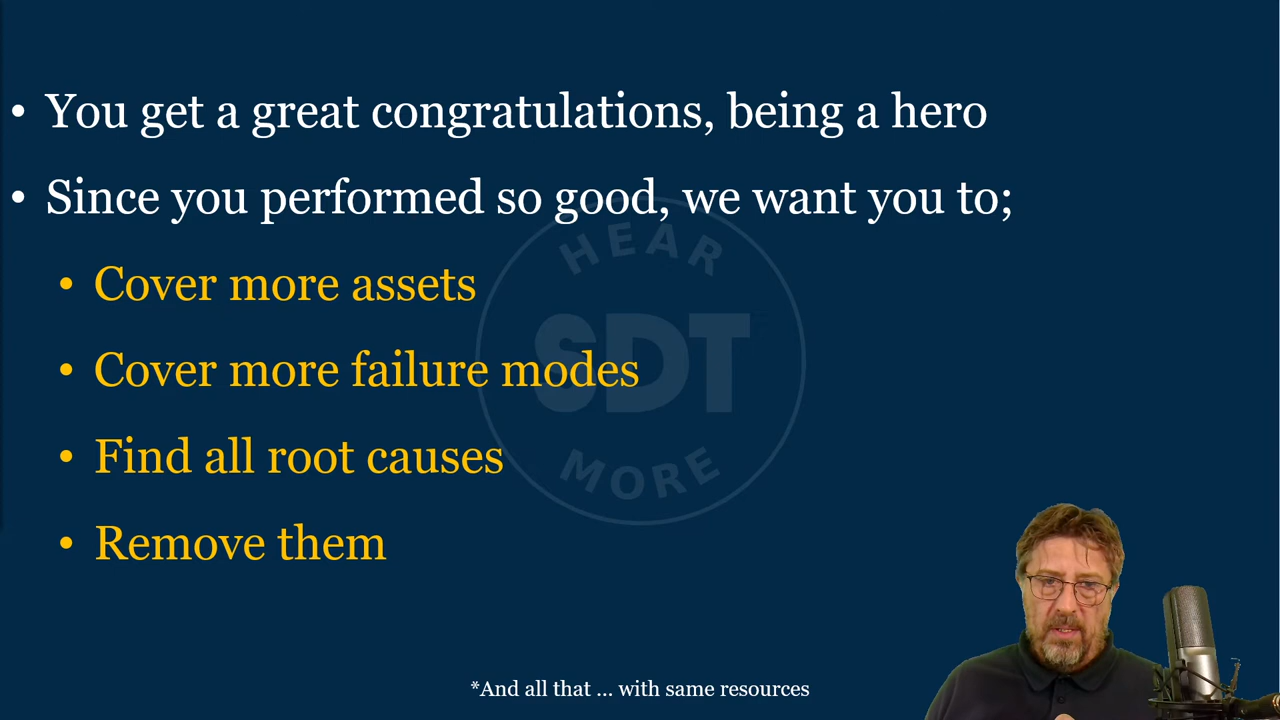 • You get a great congratulations, being a hero
• Since you performed so good, we want you to;
• Cover more assets
• Cover more failure modes
• Find all root causes
• Remove them
HEAR
SDT
MORE
*And all that ... with same resources